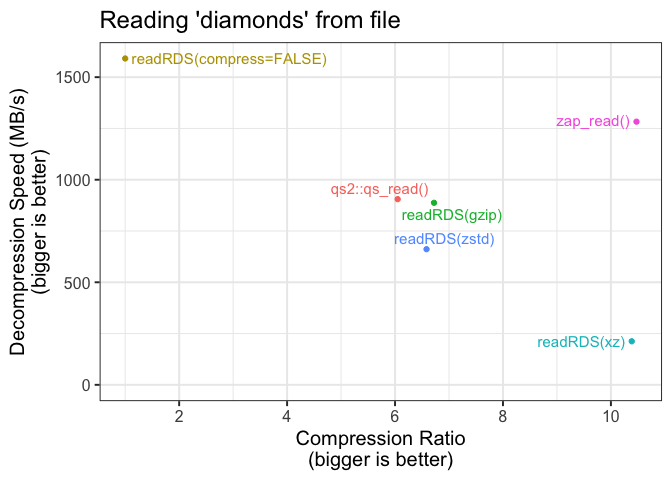 Reading 'diamonds' from file
Decompression Speed (MB/s)
(bigger is better)
1500
1000
500
0
readRDS(compress=FALSE)
zap_read()
qs2::qs_read()
readRDS(gzip)
readRDS(zstd)
readRDS(xz)
2
4
6
8
10
Compression Ratio
(bigger is better)